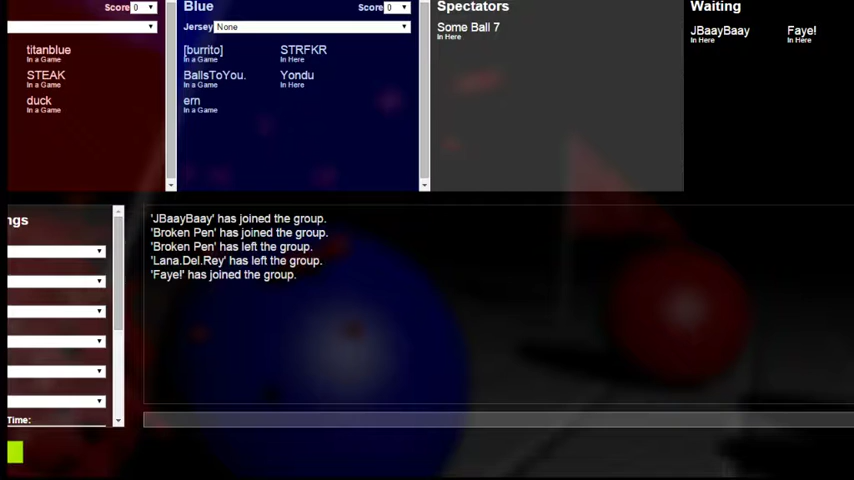 Score 0
titanblue
In a Game
STEAK
In a Game
duck
In a Game
Blue Score 0
Jersey None
[burrito] STRFKR
In a Game In Here
BallsToYou. Yondu
In a Game In Here
ern
In a Game
Spectators
Some Ball 7
In Here
Waiting
JBaayBaay Faye!
In Here In Here
ngs
Time:
'JBaayBaay' has joined the group.
'Broken Pen' has joined the group.
'Broken Pen' has left the group.
'Lana.Del.Rey' has left the group.
'Faye!' has joined the group.